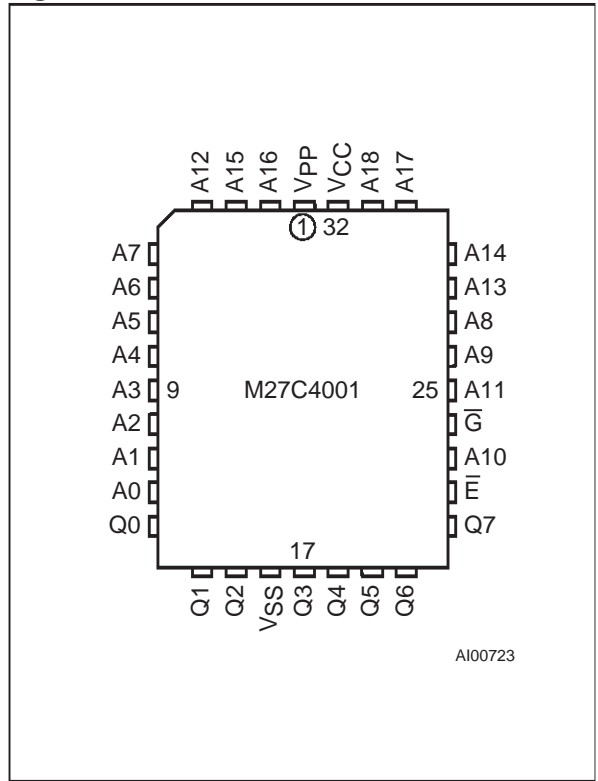 A12 A15 A16 VPP VCC A18 A17
1 32
A7 A14
A6 A13
A5 A8
A4 A9
A3 9 M27C4001 25 A11
A2 G̅
A1 A10
A0 E̅
Q0 Q7
17
Q1 Q2 VSS Q3 Q4 Q5 Q6
AI00723